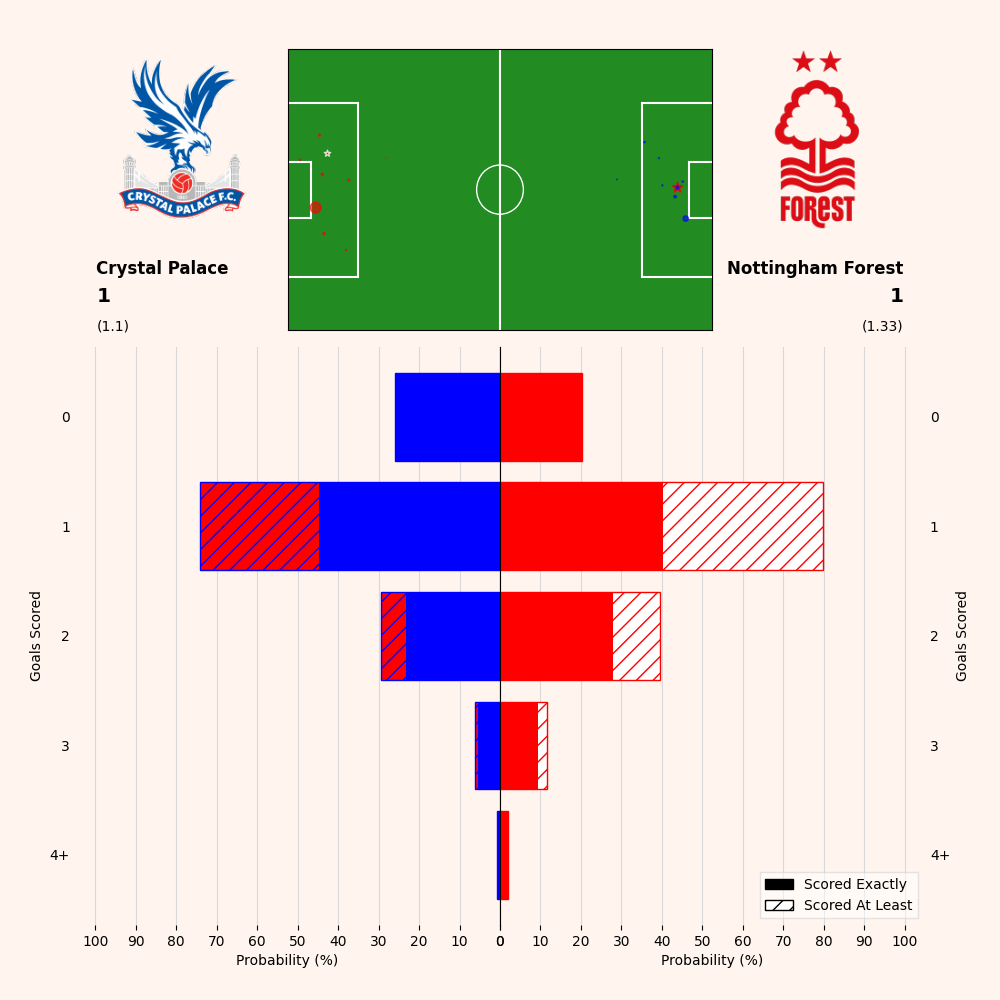 CRYSTAL PALACE F.C.
FOREST
Crystal Palace
1
(1.1)
Nottingham Forest
1
(1.33)
0
1
2
3
4+
Goals Scored
0
1
2
3
4+
Goals Scored
Scored Exactly
Scored At Least
100 90 80 70 60 50 40 30 20 10 0
0 10 20 30 40 50 60 70 80 90 100
Probability (%)
Probability (%)